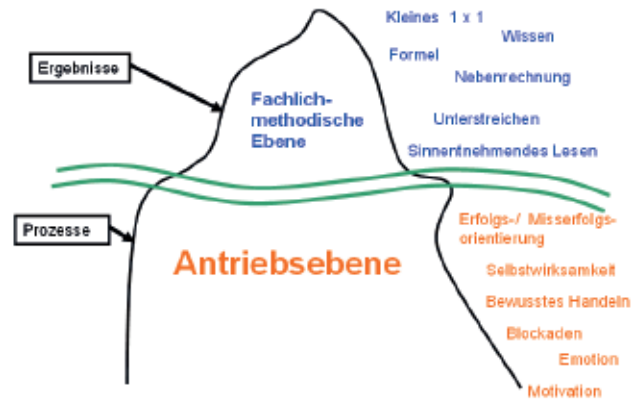 Kleines 1 x 1
Wissen
Formel
Nebenrechnung
Unterstreichen
Sinnentnehmendes Lesen
Ergebnisse
Fachlich-
methodische
Ebene
Prozesse
Antriebsebene
Erfolgs-/ Misserfolgs-
orientierung
Selbstwirksamkeit
Bewusstes Handeln
Blockaden
Emotion
Motivation